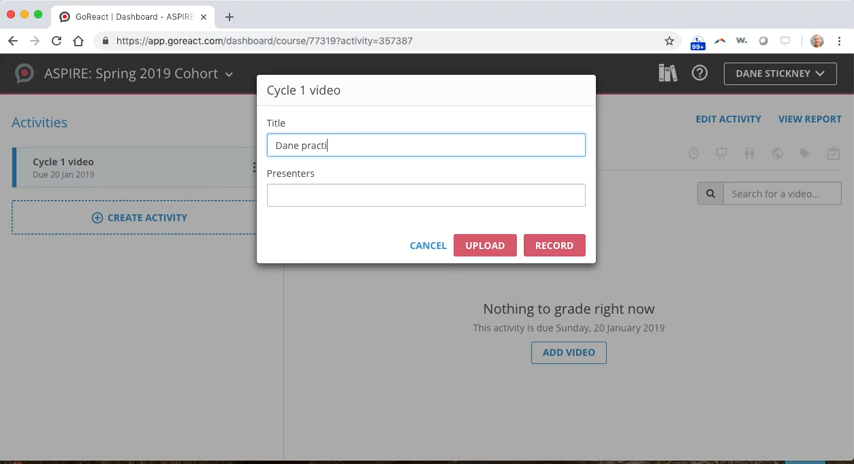 GoReact | Dashboard - ASPIRE
https://app.goreact.com/dashboard/course/77319?activity=357387
99+
W.
ASPIRE: Spring 2019 Cohort
DANE STICKNEY
Activities
EDIT ACTIVITY
VIEW REPORT
Cycle 1 video
Due 20 Jan 2019
CREATE ACTIVITY
Search for a video...
Cycle 1 video
Title
Dane practi
Presenters
CANCEL
UPLOAD
RECORD
Nothing to grade right now
This activity is due Sunday, 20 January 2019
ADD VIDEO